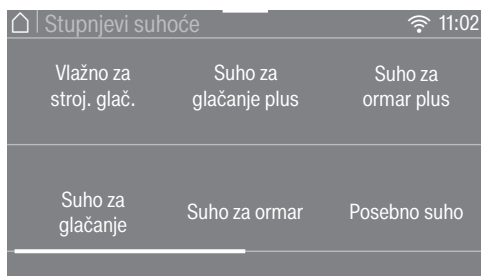 Stupnjevi suhoće 11:02
Vlažno za Suho za Suho za
stroj. glač. glačanje plus ormar plus
Suho za
glačanje Suho za ormar Posebno suho